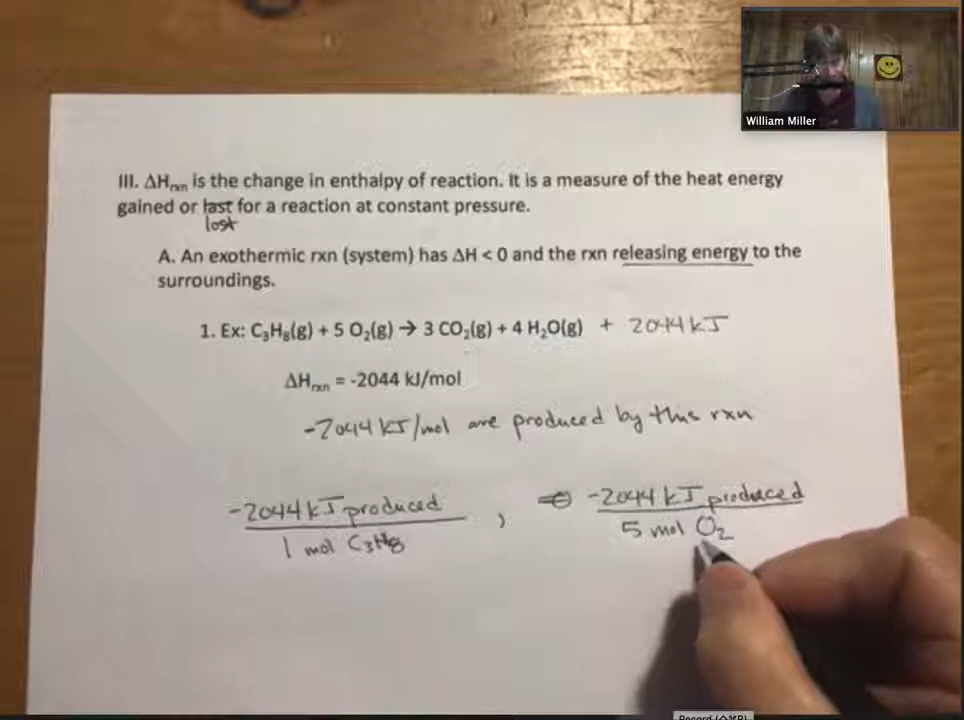 William Miller
III. ΔHrxn is the change in enthalpy of reaction. It is a measure of the heat energy
gained or last for a reaction at constant pressure.
lost
A. An exothermic rxn (system) has ΔH < 0 and the rxn releasing energy to the
surroundings.
1. Ex: C₃H₈(g) + 5 O₂(g) → 3 CO₂(g) + 4 H₂O(g) + 2044 kJ
ΔHrxn = -2044 kJ/mol
-2044 kJ/mol are produced by this rxn
-2044 kJ produced , -2044 kJ produced
1 mol C₃H₈ 5 mol O₂